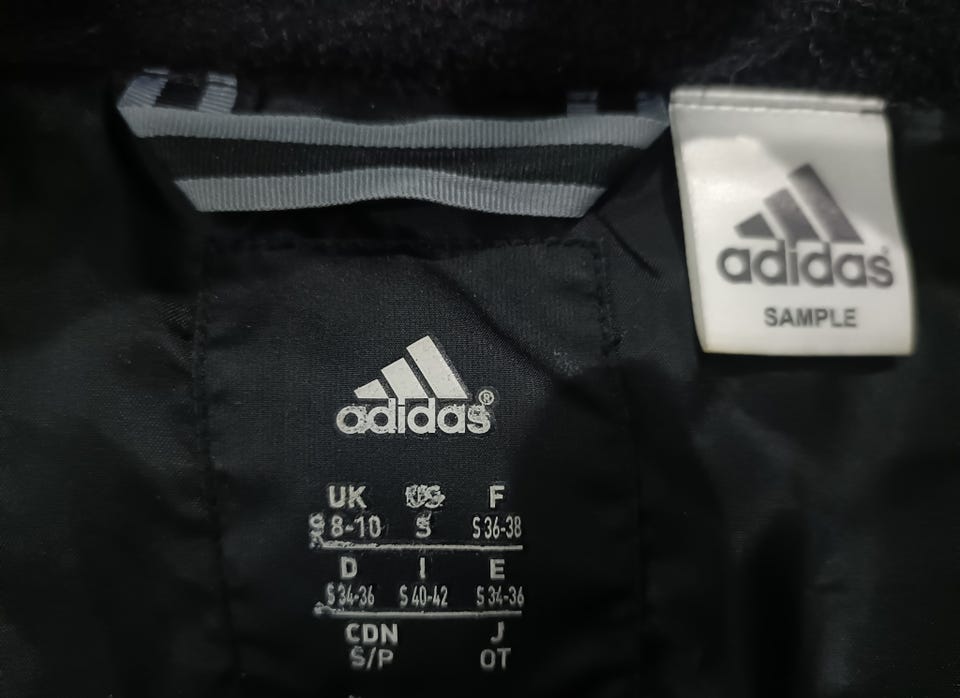 adidas
SAMPLE
adidas®
UK US F
S 8-10 S S 36-38
D I E
S 34-36 S 40-42 S 34-36
CDN J
S/P OT